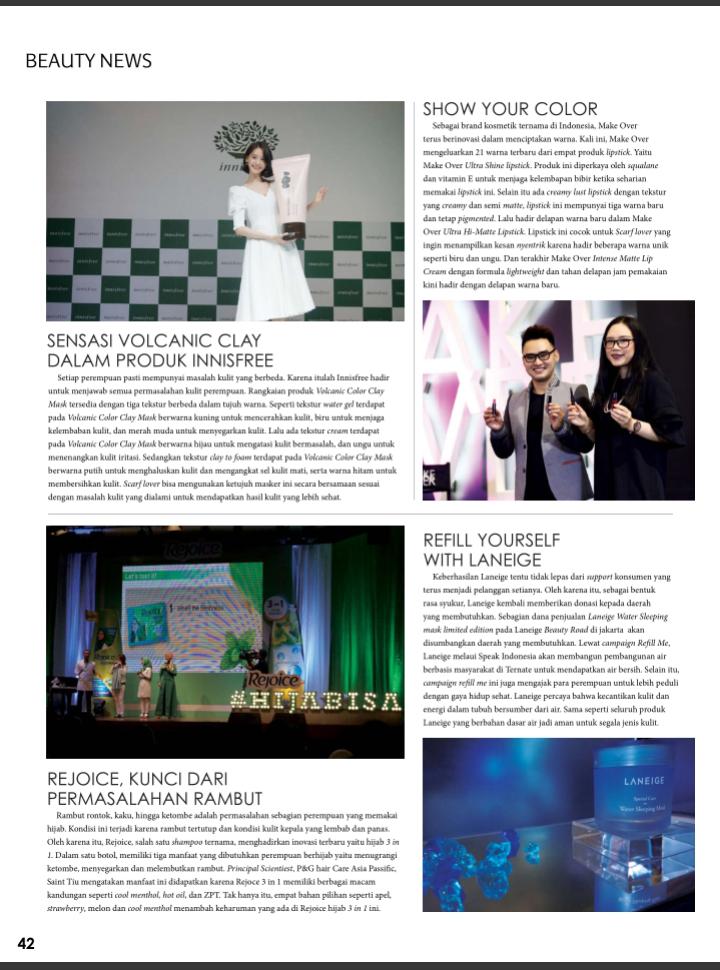 BEAUTY NEWS
innisfree
SENSASI VOLCANIC CLAY
DALAM PRODUK INNISFREE
Setiap perempuan pasti mempunyai masalah kulit yang berbeda. Karena itulah Innisfree hadir
untuk menjawab semua permasalahan kulit perempuan. Rangkaian produk Volcanic Color Clay
Mask tersedia dengan tiga tekstur berbeda dalam tujuh warna. Seperti tekstur water gel terdapat
pada Volcanic Color Clay Mask berwarna kuning untuk mencerahkan kulit, biru untuk menjaga
kelembaban kulit, dan merah muda untuk menyegarkan kulit. Lalu ada tekstur cream terdapat
pada Volcanic Color Clay Mask berwarna hijau untuk mengatasi kulit bermasalah, dan ungu untuk
menenangkan kulit iritasi. Sedangkan tekstur clay to foam terdapat pada Volcanic Color Clay Mask
berwarna putih untuk menghaluskan kulit dan mengangkat sel kulit mati, serta warna hitam untuk
membersihkan kulit. Scarf lover bisa mengunakan ketujuh masker ini secara bersamaan sesuai
dengan masalah kulit yang dialami untuk mendapatkan hasil kulit yang lebih sehat.
SHOW YOUR COLOR
Sebagai brand kosmetik ternama di Indonesia, Make Over
terus berinovasi dalam menciptakan warna. Kali ini, Make Over
mengeluarkan 21 warna terbaru dari empat produk lipstick. Yaitu
Make Over Ultra Shine lipstick. Produk ini diperkaya oleh squalane
dan vitamin E untuk menjaga kelembapan bibir ketika seharian
memakai lipstick ini. Selain itu ada creamy lust lipstick dengan tekstur
yang creamy dan semi matte, lipstick ini mempunyai tiga warna baru
dan tetap pigmented. Lalu hadir delapan warna baru dalam Make
Over Ultra Hi-Matte Lipstick. Lipstick ini cocok untuk Scarf lover yang
ingin menampilkan kesan nyentrik karena hadir beberapa warna unik
seperti biru dan ungu. Dan terakhir Make Over Intense Matte Lip
Cream dengan formula lightweight dan tahan delapan jam pemakaian
kini hadir dengan delapan warna baru.
Rejoice
Let's test it!
3in1
Rejoice
#HIJABISA
REJOICE, KUNCI DARI
PERMASALAHAN RAMBUT
Rambut rontok, kaku, hingga ketombe adalah permasalahan sebagian perempuan yang memakai
hijab. Kondisi ini terjadi karena rambut tertutup dan kondisi kulit kepala yang lembab dan panas.
Oleh karena itu, Rejoice, salah satu shampoo ternama, menghadirkan inovasi terbaru yaitu hijab 3 in
1. Dalam satu botol, memiliki tiga manfaat yang dibutuhkan perempuan berhijab yaitu menugrangi
ketombe, menyegarkan dan melembutkan rambut. Principal Scientiest, P&G hair Care Asia Passific,
Saint Tiu mengatakan manfaat ini didapatkan karena Rejoce 3 in 1 memiliki berbagai macam
kandungan seperti cool menthol, hot oil, dan ZPT. Tak hanya itu, empat bahan pilihan seperti apel,
strawberry, melon dan cool menthol menambah keharuman yang ada di Rejoice hijab 3 in 1 ini.
REFILL YOURSELF
WITH LANEIGE
Keberhasilan Laneige tentu tidak lepas dari support konsumen yang
terus menjadi pelanggan setianya. Oleh karena itu, sebagai bentuk
rasa syukur, Laneige kembali memberikan donasi kepada daerah
yang membutuhkan. Sebagian dana penjualan Laneige Water Sleeping
mask limited edition pada Laneige Beauty Road di jakarta akan
disumbangkan daerah yang membutuhkan. Lewat campaign Refill Me,
Laneige melaui Speak Indonesia akan membangun pembangunan air
berbasis masyarakat di Ternate untuk mendapatkan air bersih. Selain itu,
campaign refill me ini juga mengajak para perempuan untuk lebih peduli
dengan gaya hidup sehat. Laneige percaya bahwa kecantikan kulit dan
energi dalam tubuh bersumber dari air. Sama seperti seluruh produk
Laneige yang berbahan dasar air jadi aman untuk segala jenis kulit.
LANEIGE
Special Care
Water Sleeping Mask
42